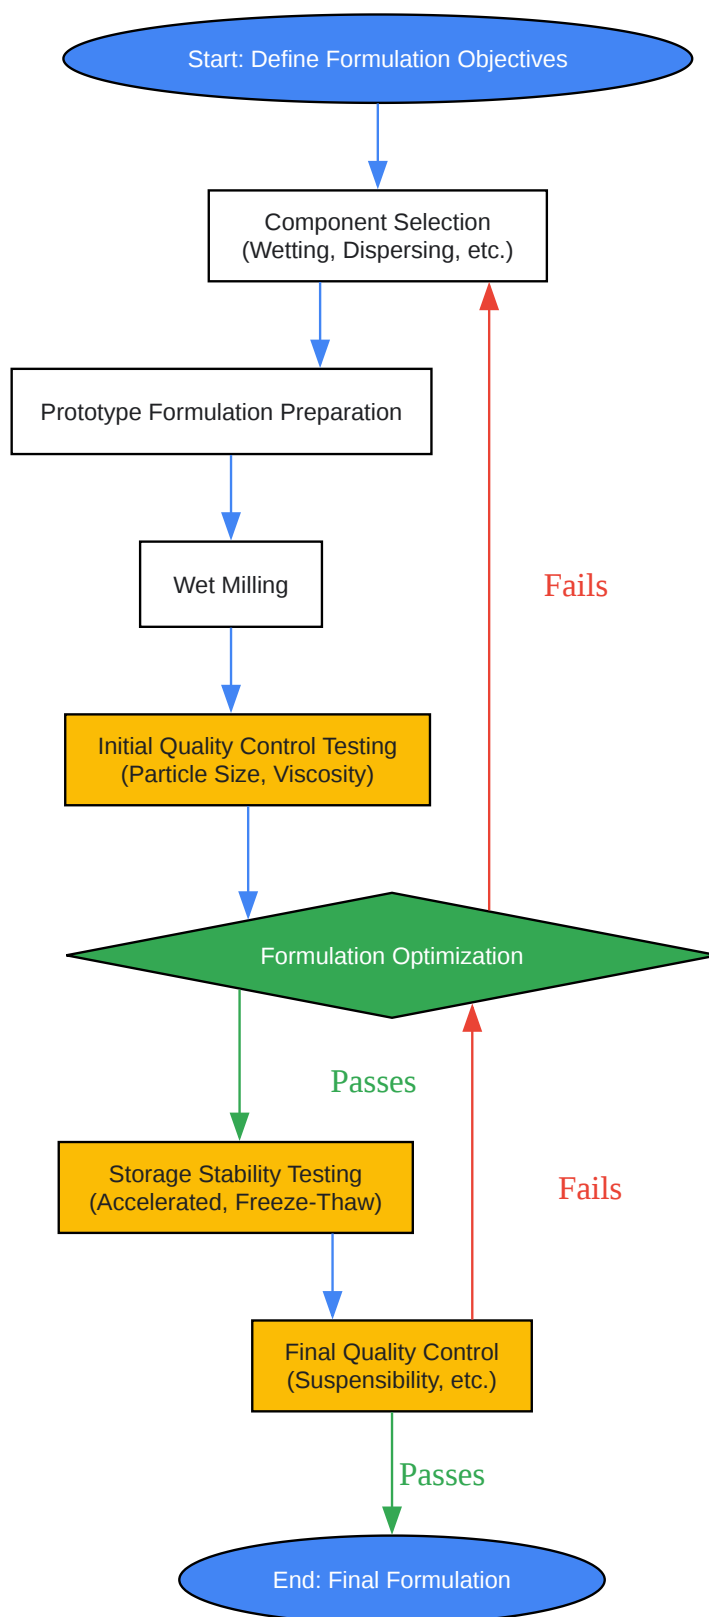 Start: Define Formulation Objectives
Component Selection
(Wetting, Dispersing, etc.)
Prototype Formulation Preparation
Wet Milling
Fails
Initial Quality Control Testing
(Particle Size, Viscosity)
Formulation Optimization
Passes
Storage Stability Testing
(Accelerated, Freeze-Thaw)
Fails
Final Quality Control
(Suspensibility, etc.)
Passes
End: Final Formulation